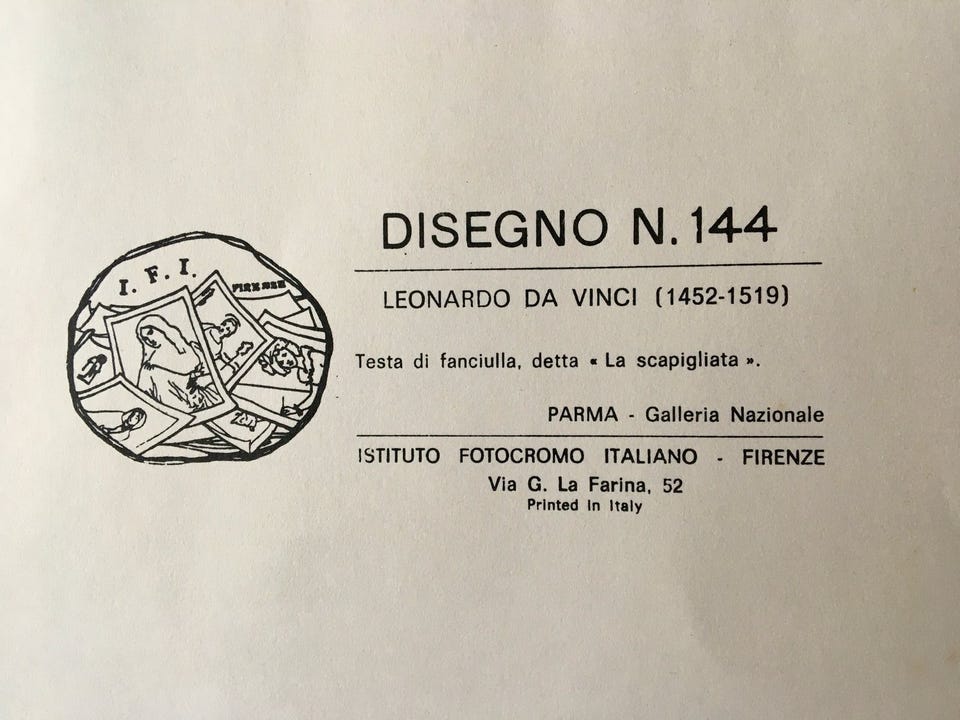 I. F. I.
FIRENZE
DISEGNO N. 144
LEONARDO DA VINCI (1452-1519)
Testa di fanciulla, detta « La scapigliata ».
PARMA - Galleria Nazionale
ISTITUTO FOTOCROMO ITALIANO - FIRENZE
Via G. La Farina, 52
Printed in Italy